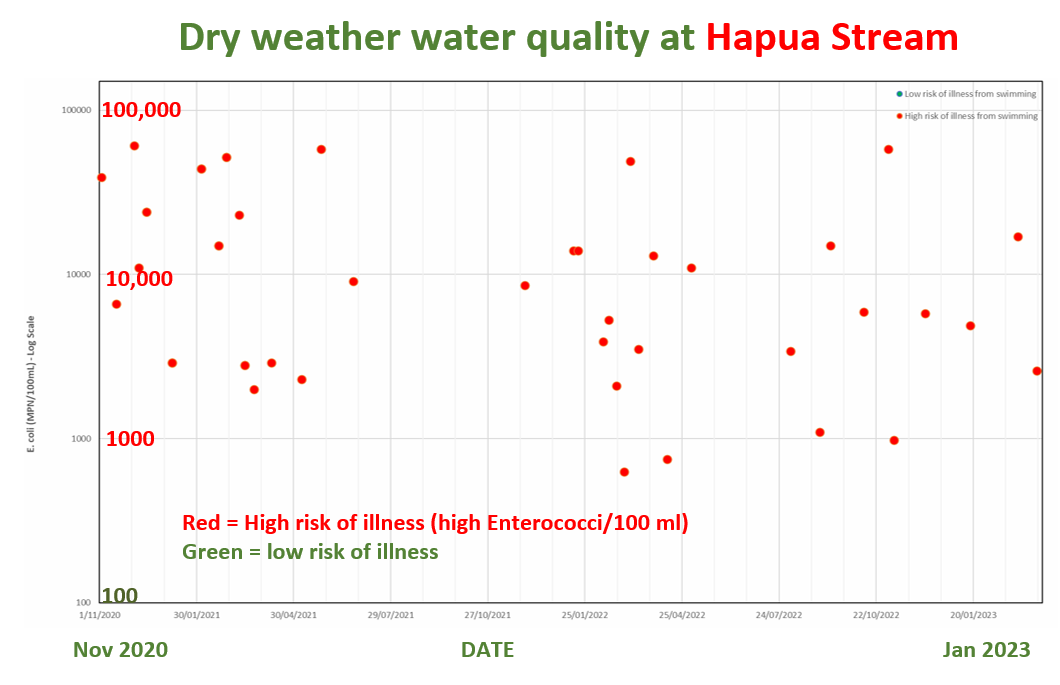 Dry weather water quality at Hapua Stream
100000
100,000
Low risk of illness from swimming
High risk of illness from swimming
10000
10,000
E. coli (MPN/100mL) - Log Scale
1000
1000
Red = High risk of illness (high Enterococci/100 ml)
Green = low risk of illness
100
100
1/11/2020 30/01/2021 30/04/2021 29/07/2021 27/10/2021 25/01/2022 25/04/2022 24/07/2022 22/10/2022 20/01/2023
Nov 2020 DATE Jan 2023